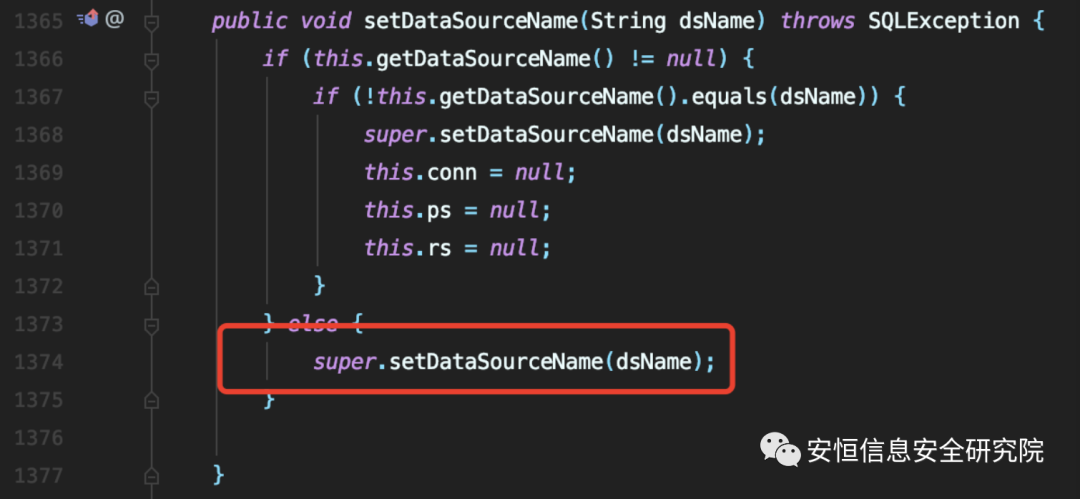 1365 @ public void setDataSourceName(String dsName) throws SQLException {
1366 if (this.getDataSourceName() != null) {
1367 if (!this.getDataSourceName().equals(dsName)) {
1368 super.setDataSourceName(dsName);
1369 this.conn = null;
1370 this.ps = null;
1371 this.rs = null;
1372 }
1373 } else {
1374 super.setDataSourceName(dsName);
1375 }
1376
1377 }
安恒信息安全研究院